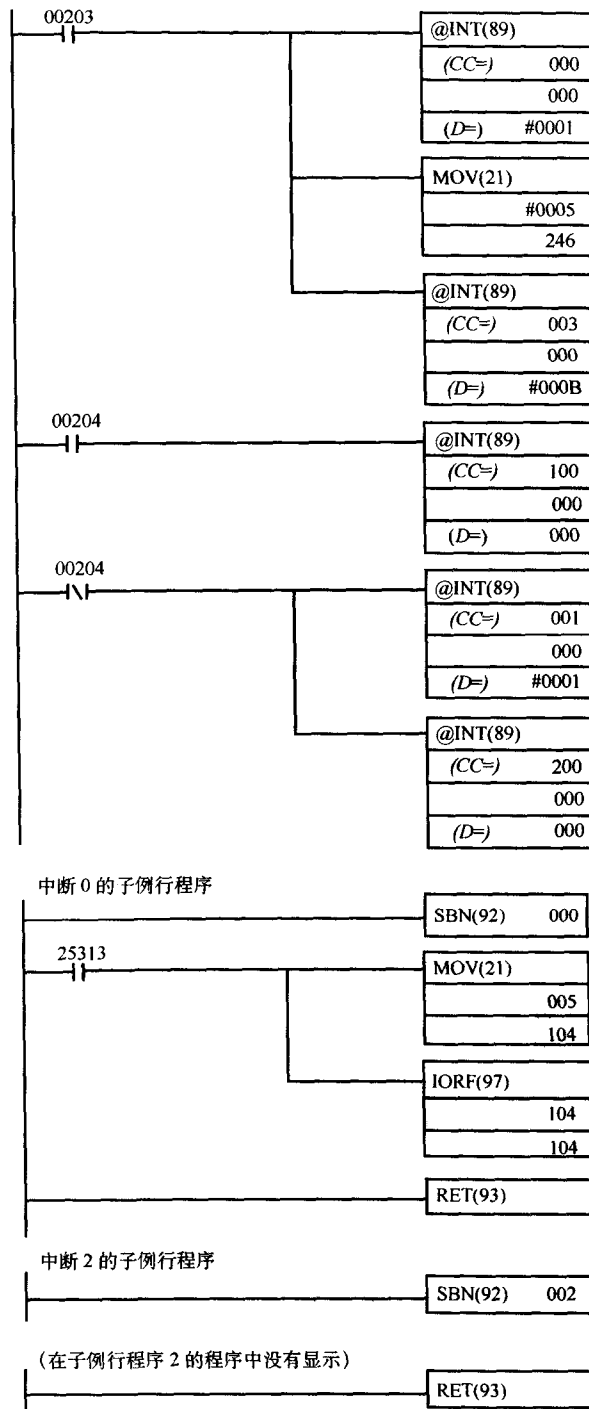 00203
@INT(89)
(CC=) 000
000
(D=) #0001
MOV(21)
#0005
246
@INT(89)
(CC=) 003
000
(D=) #000B
00204
@INT(89)
(CC=) 100
000
(D=) 000
00204
@INT(89)
(CC=) 001
000
(D=) #0001
@INT(89)
(CC=) 200
000
(D=) 000
中断 0 的子例行程序
SBN(92) 000
25313
MOV(21)
005
104
IORF(97)
104
104
RET(93)
中断 2 的子例行程序
SBN(92) 002
(在子例行程序 2 的程序中没有显示)
RET(93)